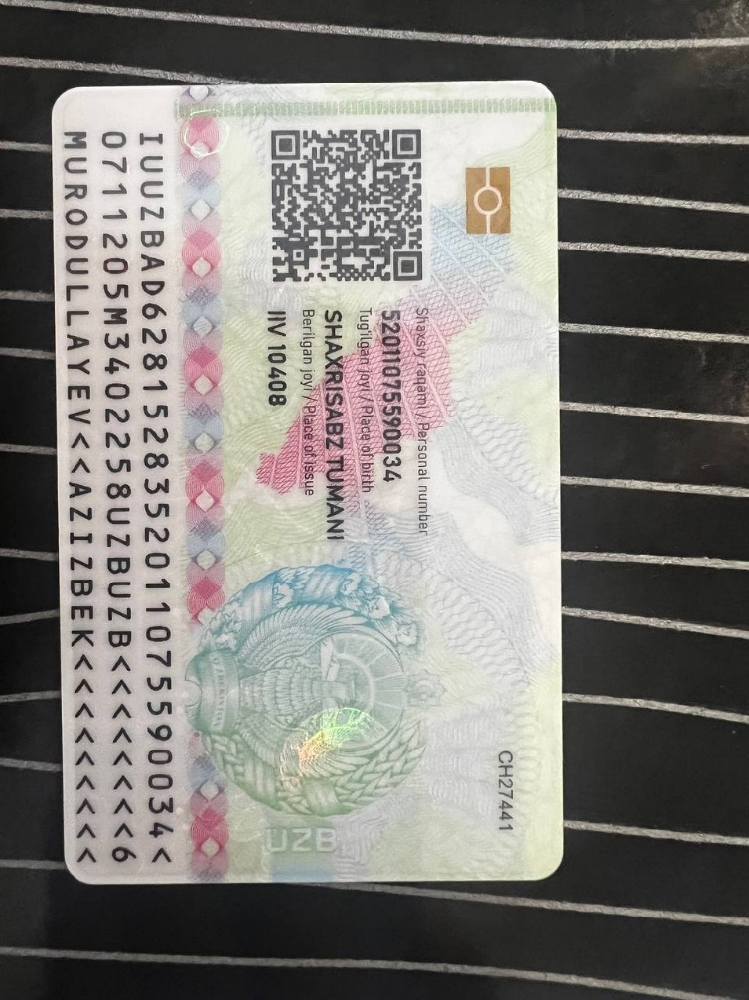 Shaxsiy raqami / Personal number
52011075590034
Tug'ilgan joyi / Place of birth
SHAXRISABZ TUMANI
Berilgan joyi / Place of issue
IIV 10408
CH27441
UZB
IUUZBAD6281528352011075590034<
0711205M3402258UZBUZB<<<<<<<6
MURODULLAYEV<<AZIZBEK<<<<<<<<<